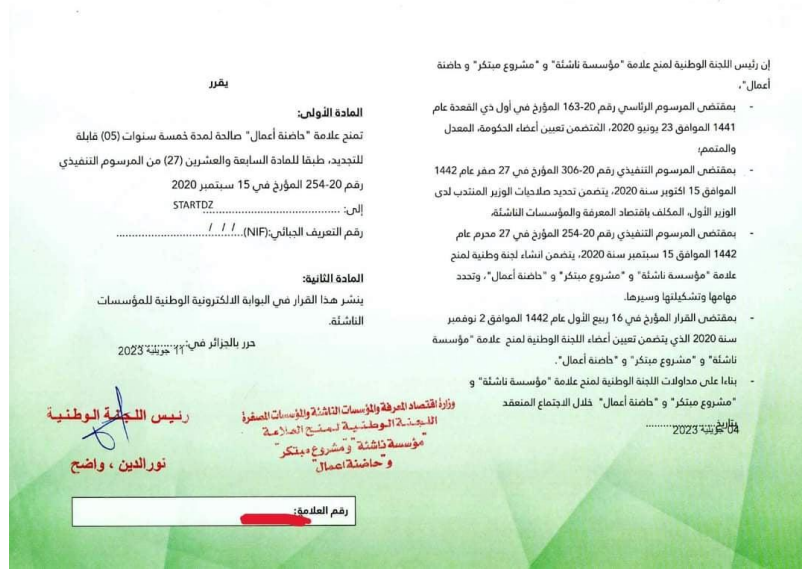 إن رئيس اللجنة الوطنية لمنح علامة "مؤسسة ناشئة" و "مشروع مبتكر" و حاضنة
أعمال"،
- بمقتضى المرسوم الرئاسي رقم 20-163 المؤرخ في أول ذي القعدة عام
1441 الموافق 23 يونيو 2020، المتضمن تعيين أعضاء الحكومة، المعدل
والمتمم؛
- بمقتضى المرسوم التنفيذي رقم 20-306 المؤرخ في 27 صفر عام 1442
الموافق 15 اكتوبر سنة 2020، يتضمن تحديد صلاحيات الوزير المنتدب لدى
الوزير الأول، المكلف باقتصاد المعرفة والمؤسسات الناشئة،
- بمقتضى المرسوم التنفيذي رقم 20-254 المؤرخ في 27 محرم عام
1442 الموافق 15 سبتمبر سنة 2020، يتضمن انشاء لجنة وطنية لمنح
علامة "مؤسسة ناشئة" و "مشروع مبتكر" و "حاضنة أعمال"، وتحدد
مهامها وتشكيلتها وسيرها.
- بمقتضى القرار المؤرخ في 16 ربيع الأول عام 1442 الموافق 2 نوفمبر
سنة 2020 الذي يتضمن تعيين أعضاء اللجنة الوطنية لمنح علامة "مؤسسة
ناشئة" و "مشروع مبتكر" و "حاضنة أعمال".
- بناءا على مداولات اللجنة الوطنية لمنح علامة "مؤسسة ناشئة" و
"مشروع مبتكر" و "حاضنة أعمال" خلال الاجتماع المنعقد
بتاريخ.....................
04 جويلية 2023
يقرر
المادة الأولى:
تمنح علامة "حاضنة أعمال" صالحة لمدة خمسة سنوات (05) قابلة
للتجديد، طبقا للمادة السابعة والعشرين (27) من المرسوم التنفيذي
رقم 20-254 المؤرخ في 15 سبتمبر 2020
إلى: ........................................ STARTDZ
رقم التعريف الجبائي:(NIF)..........................././ /
المادة الثانية:
ينشر هذا القرار في البوابة الالكترونية الوطنية للمؤسسات
الناشئة.
حرر بالجزائر في:...............
11 جويلية 2023
وزارة اقتصاد المعرفة والمؤسسات الناشئة والمؤسسات المصغرة
اللجنة الوطنية لمنح العلامة
"مؤسسة ناشئة" و"مشروع مبتكر"
و "حاضنة اعمال"
رئيس اللجنة الوطنية
نورالدين ، واضح
رقم العلامة: